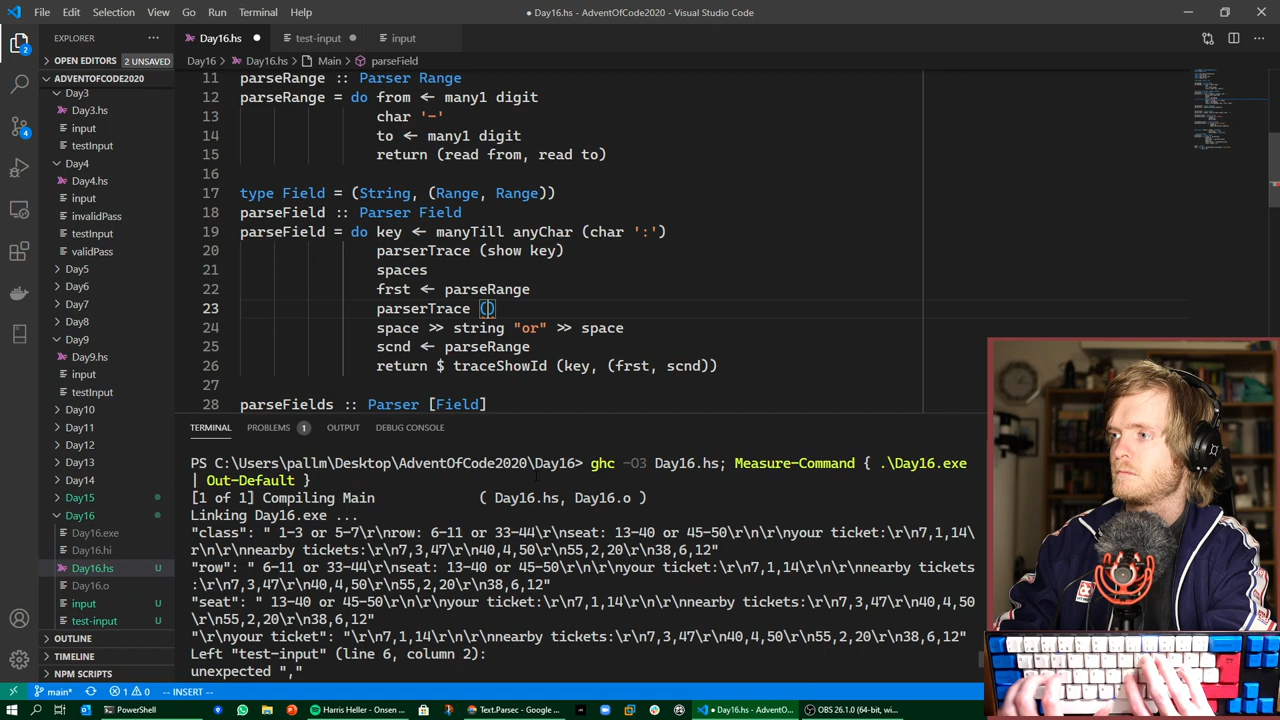 File Edit Selection View Go Run Terminal Help
● Day16.hs - AdventOfCode2020 - Visual Studio Code
EXPLORER
Day16.hs ● test-input ● input
OPEN EDITORS 2 UNSAVED
Day16 > Day16.hs > Main > parseField
ADVENTOFCODE2020
Day3
Day3.hs
input
testInput
Day4
Day4.hs
input
invalidPass
testInput
validPass
Day5
Day6
Day7
Day8
Day9
Day9.hs
input
testInput
Day10
Day11
Day12
Day13
Day14
Day15
Day16
Day16.exe
Day16.hi
Day16.hs U
Day16.o
input U
test-input U
OUTLINE
TIMELINE
NPM SCRIPTS
2
4
11 parseRange :: Parser Range
12 parseRange = do from ← many1 digit
13 char '-'
14 to ← many1 digit
15 return (read from, read to)
16
17 type Field = (String, (Range, Range))
18 parseField :: Parser Field
19 parseField = do key ← manyTill anyChar (char ':')
20 parserTrace (show key)
21 spaces
22 frst ← parseRange
23 parserTrace ()
24 space >> string "or" >> space
25 scnd ← parseRange
26 return $ traceShowId (key, (frst, scnd))
27
28 parseFields :: Parser [Field]
TERMINAL PROBLEMS 1 OUTPUT DEBUG CONSOLE
PS C:\Users\pallm\Desktop\AdventOfCode2020\Day16> ghc -O3 Day16.hs; Measure-Command { .\Day16.exe
| Out-Default }
[1 of 1] Compiling Main ( Day16.hs, Day16.o )
Linking Day16.exe ...
"class": " 1-3 or 5-7\r\nrow: 6-11 or 33-44\r\nseat: 13-40 or 45-50\r\n\r\nyour ticket:\r\n7,1,14\
r\n\r\nnearby tickets:\r\n7,3,47\r\n40,4,50\r\n55,2,20\r\n38,6,12"
"row": " 6-11 or 33-44\r\nseat: 13-40 or 45-50\r\n\r\nyour ticket:\r\n7,1,14\r\n\r\nnearby tickets
:\r\n7,3,47\r\n40,4,50\r\n55,2,20\r\n38,6,12"
"seat": " 13-40 or 45-50\r\n\r\nyour ticket:\r\n7,1,14\r\n\r\nnearby tickets:\r\n7,3,47\r\n40,4,50
\r\n55,2,20\r\n38,6,12"
"\r\nyour ticket": "\r\n7,1,14\r\n\r\nnearby tickets:\r\n7,3,47\r\n40,4,50\r\n55,2,20\r\n38,6,12"
Left "test-input" (line 6, column 2):
unexpected ","
main* 1 0 -- INSERT --
PowerShell
Harris Heller - Onsen ...
Text.Parsec - Google ...
● Day16.hs - AdventO...
OBS 26.1.0 (64-bit, wi...